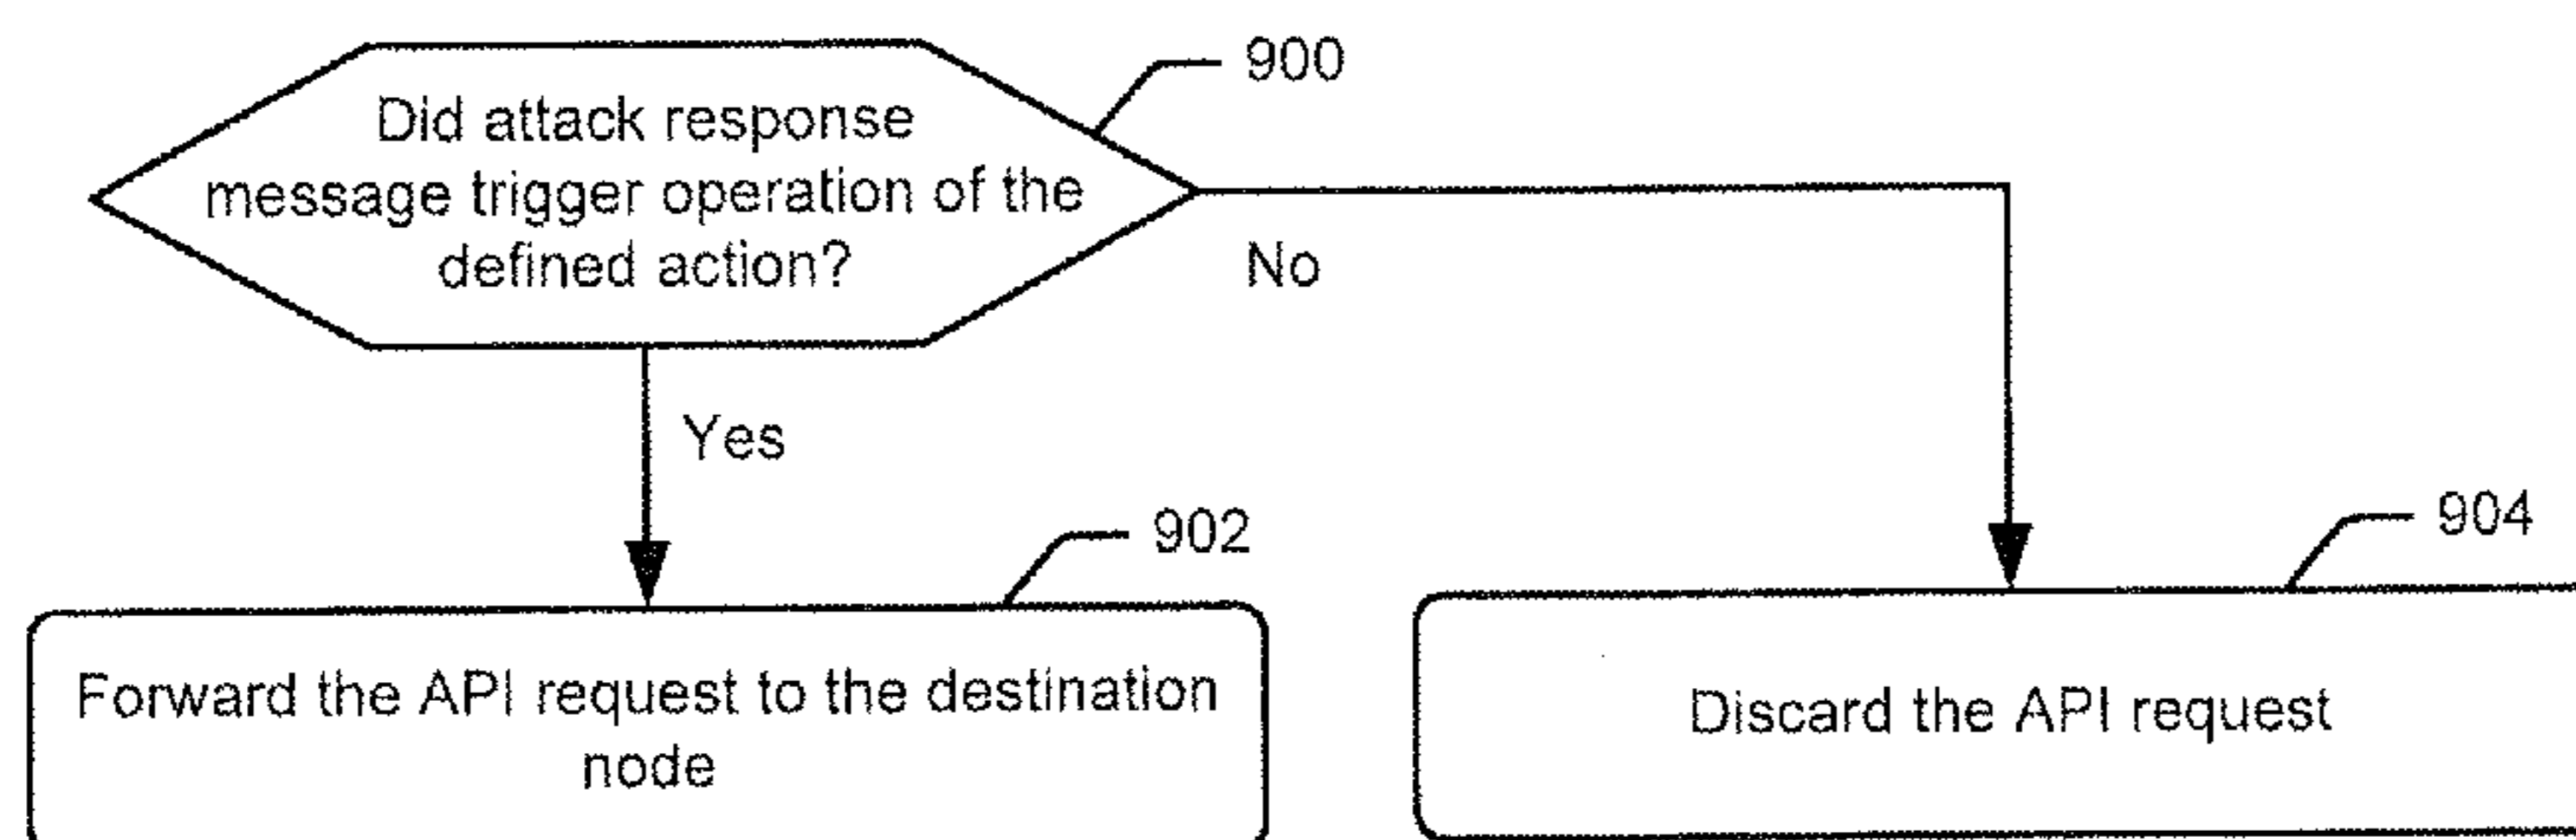 900
Did attack response
message trigger operation of the
defined action?
No
Yes
902
904
Forward the API request to the destination
node
Discard the API request